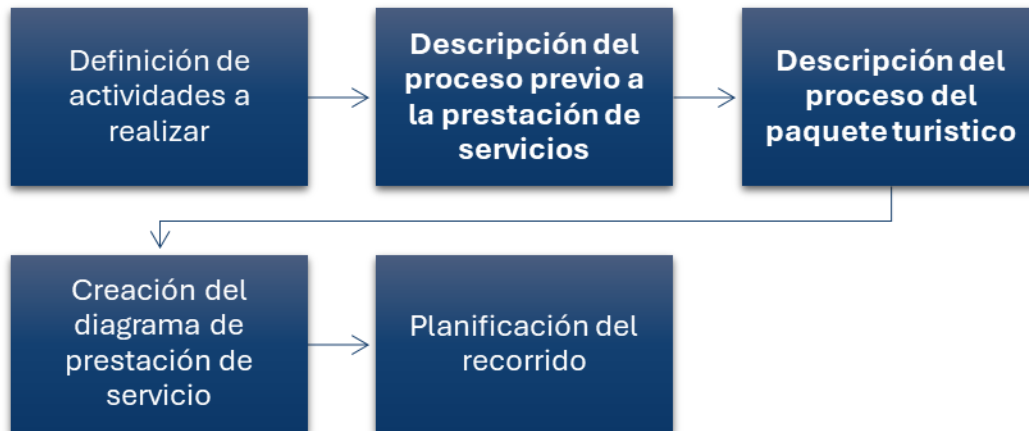 Definición de
actividades a
realizar
Descripción del
proceso previo a
la prestación de
servicios
Descripción del
proceso del
paquete turistico
Creación del
diagrama de
prestación de
servicio
Planificación del
recorrido